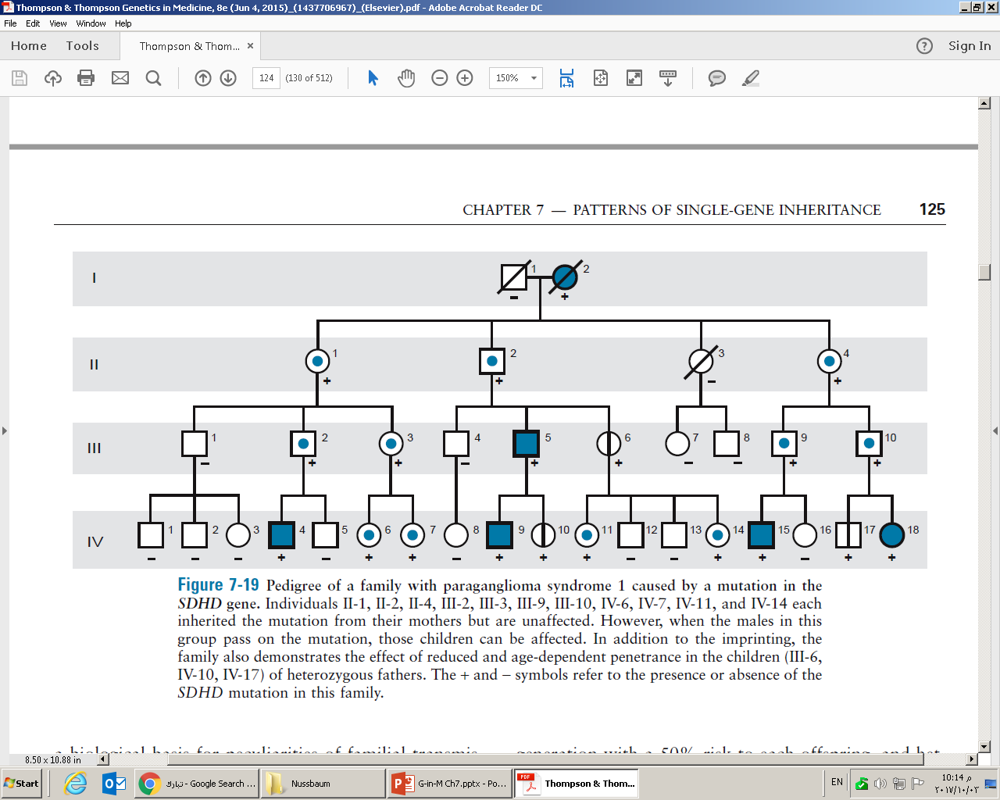 Thompson & Thompson Genetics in Medicine, 8e (Jun 4, 2015)_(1437706967)_(Elsevier).pdf - Adobe Acrobat Reader DC
File Edit View Window Help
Home Tools Thompson & Thom... × ? Sign In
124 (130 of 512) 150%
CHAPTER 7 — PATTERNS OF SINGLE-GENE INHERITANCE 125
I
1 2
− +
II
1 2 3 4
+ + − +
III
1 2 3 4 5 6 7 8 9 10
− + + − + + − − + +
IV
1 2 3 4 5 6 7 8 9 10 11 12 13 14 15 16 17 18
− − − + − + + − + + + − − + + − + +
Figure 7-19 Pedigree of a family with paraganglioma syndrome 1 caused by a mutation in the
SDHD gene. Individuals II-1, II-2, II-4, III-2, III-3, III-9, III-10, IV-6, IV-7, IV-11, and IV-14 each
inherited the mutation from their mothers but are unaffected. However, when the males in this
group pass on the mutation, those children can be affected. In addition to the imprinting, the
family also demonstrates the effect of reduced and age-dependent penetrance in the children (III-6,
IV-10, IV-17) of heterozygous fathers. The + and − symbols refer to the presence or absence of the
SDHD mutation in this family.
a biological basis for peculiarities of familial transmis- generation with a 50% risk to each offspring, and het-
8.50 x 10.88 in
Start تبارك - Google Search ... Nussbaum G-in-M Ch7.pptx - Po... PDF Thompson & Thom... EN 10:14 م
٢٠١٧/١٠/٠٣